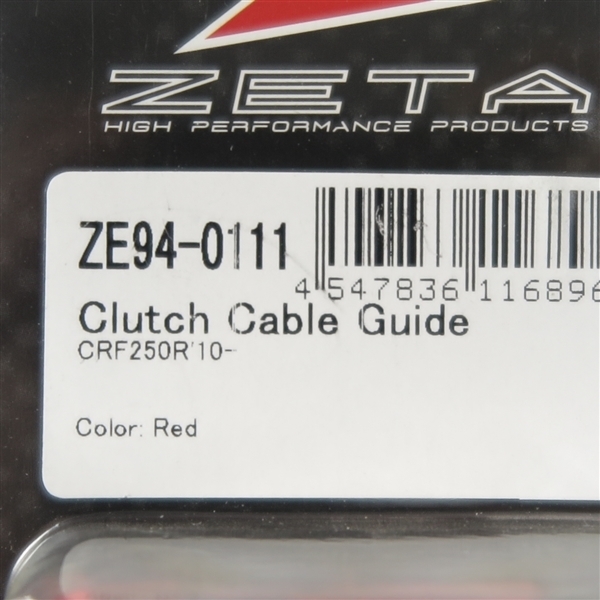 ZETA
HIGH PERFORMANCE PRODUCTS
ZE94-0111
4 547836 116896
Clutch Cable Guide
CRF250R'10-
Color: Red